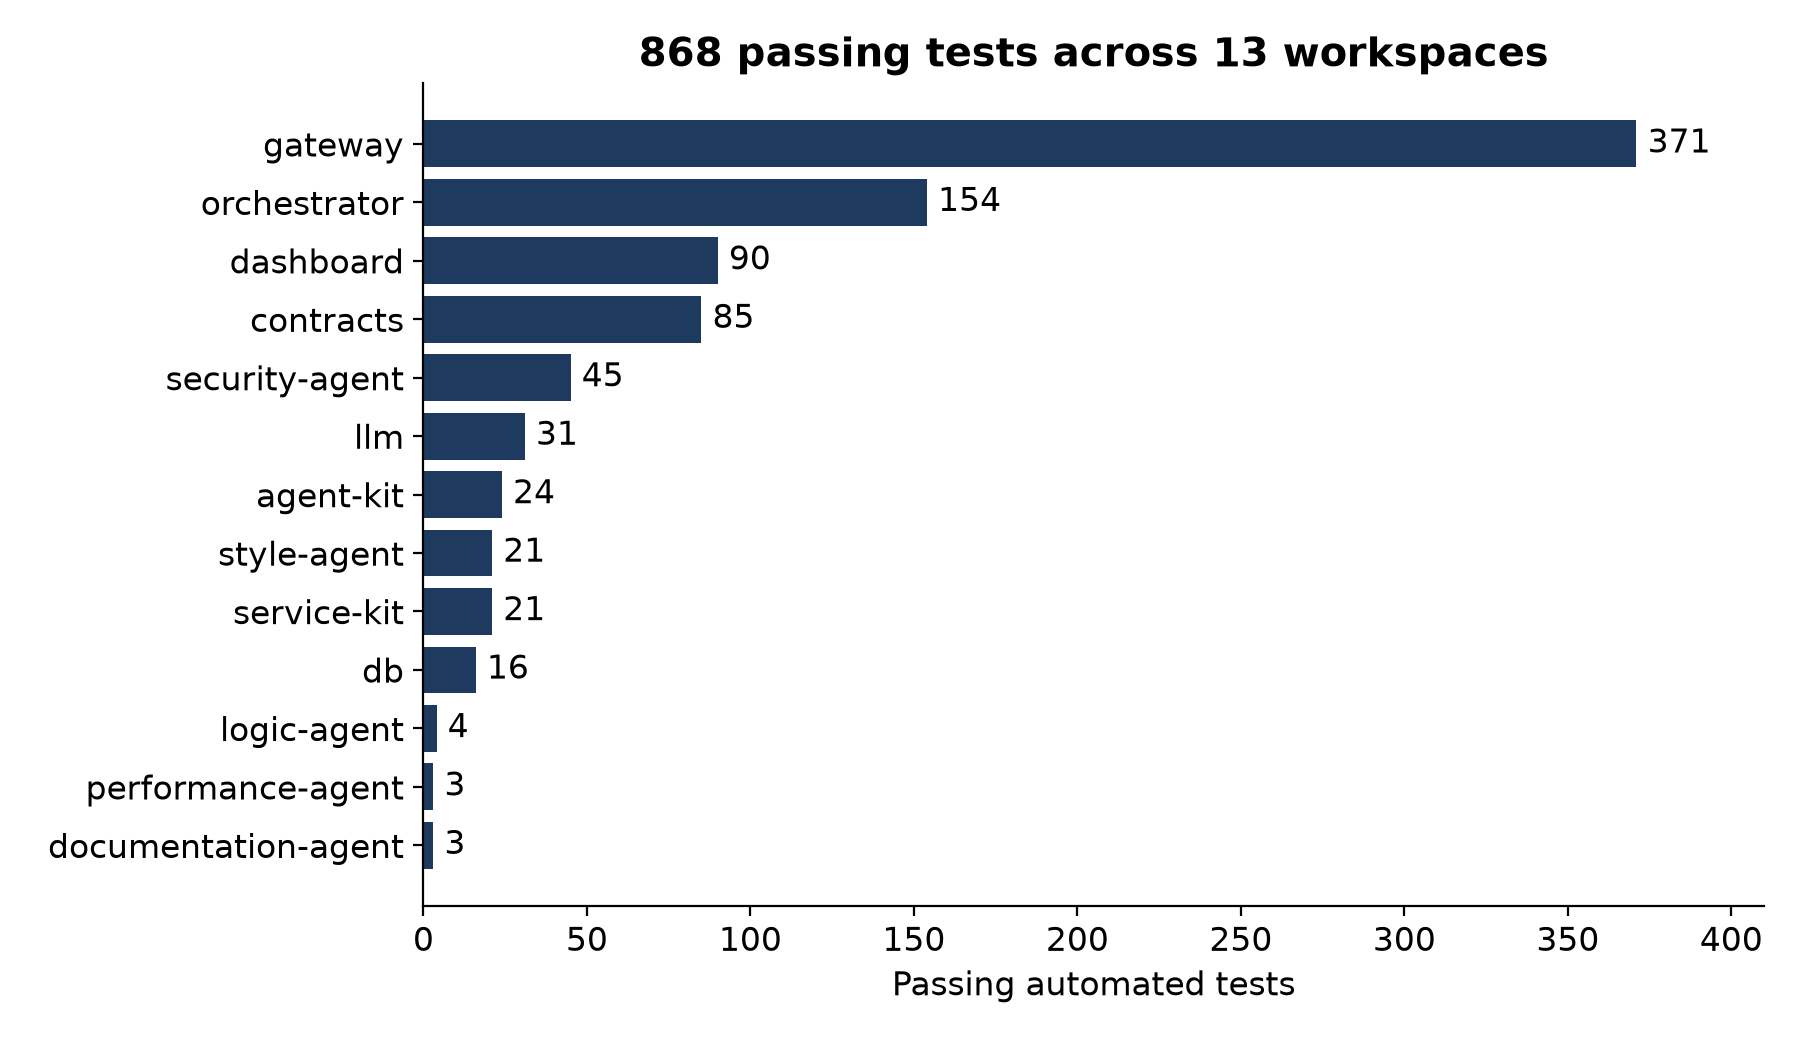 868 passing tests across 13 workspaces
gateway 371
orchestrator 154
dashboard 90
contracts 85
security-agent 45
llm 31
agent-kit 24
style-agent 21
service-kit 21
db 16
logic-agent 4
performance-agent 3
documentation-agent 3
0 50 100 150 200 250 300 350 400
Passing automated tests